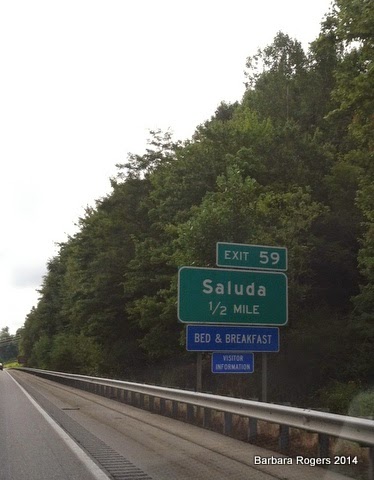 EXIT 59
Saluda
1/2 MILE
BED & BREAKFAST
VISITOR
INFORMATION
Barbara Rogers 2014